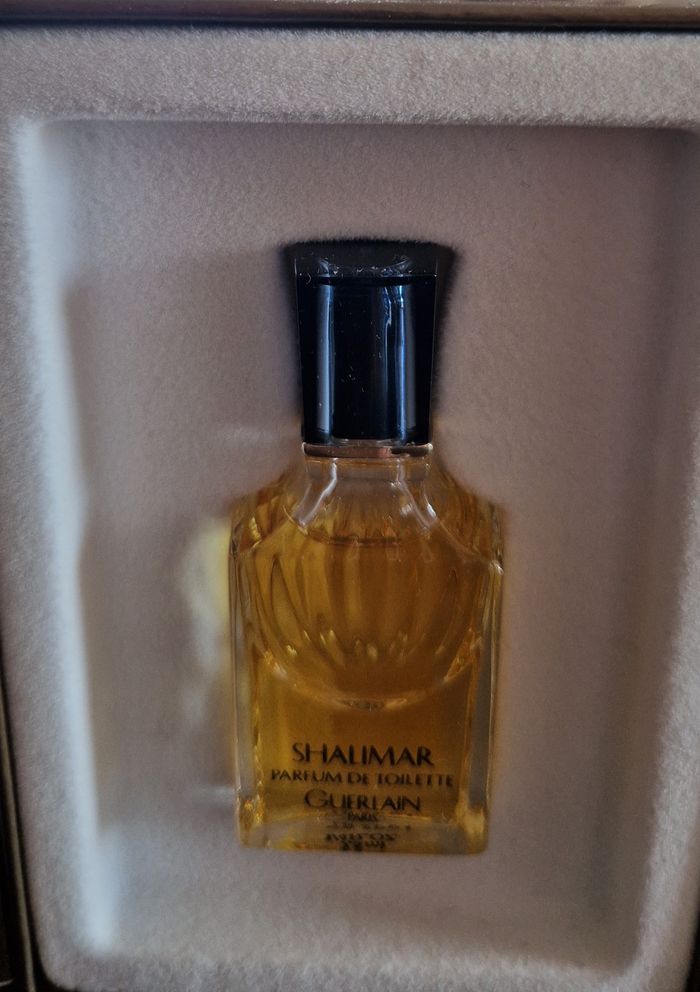 SHALIMAR
PARFUM DE TOILETTE
GUERLAIN
PARIS